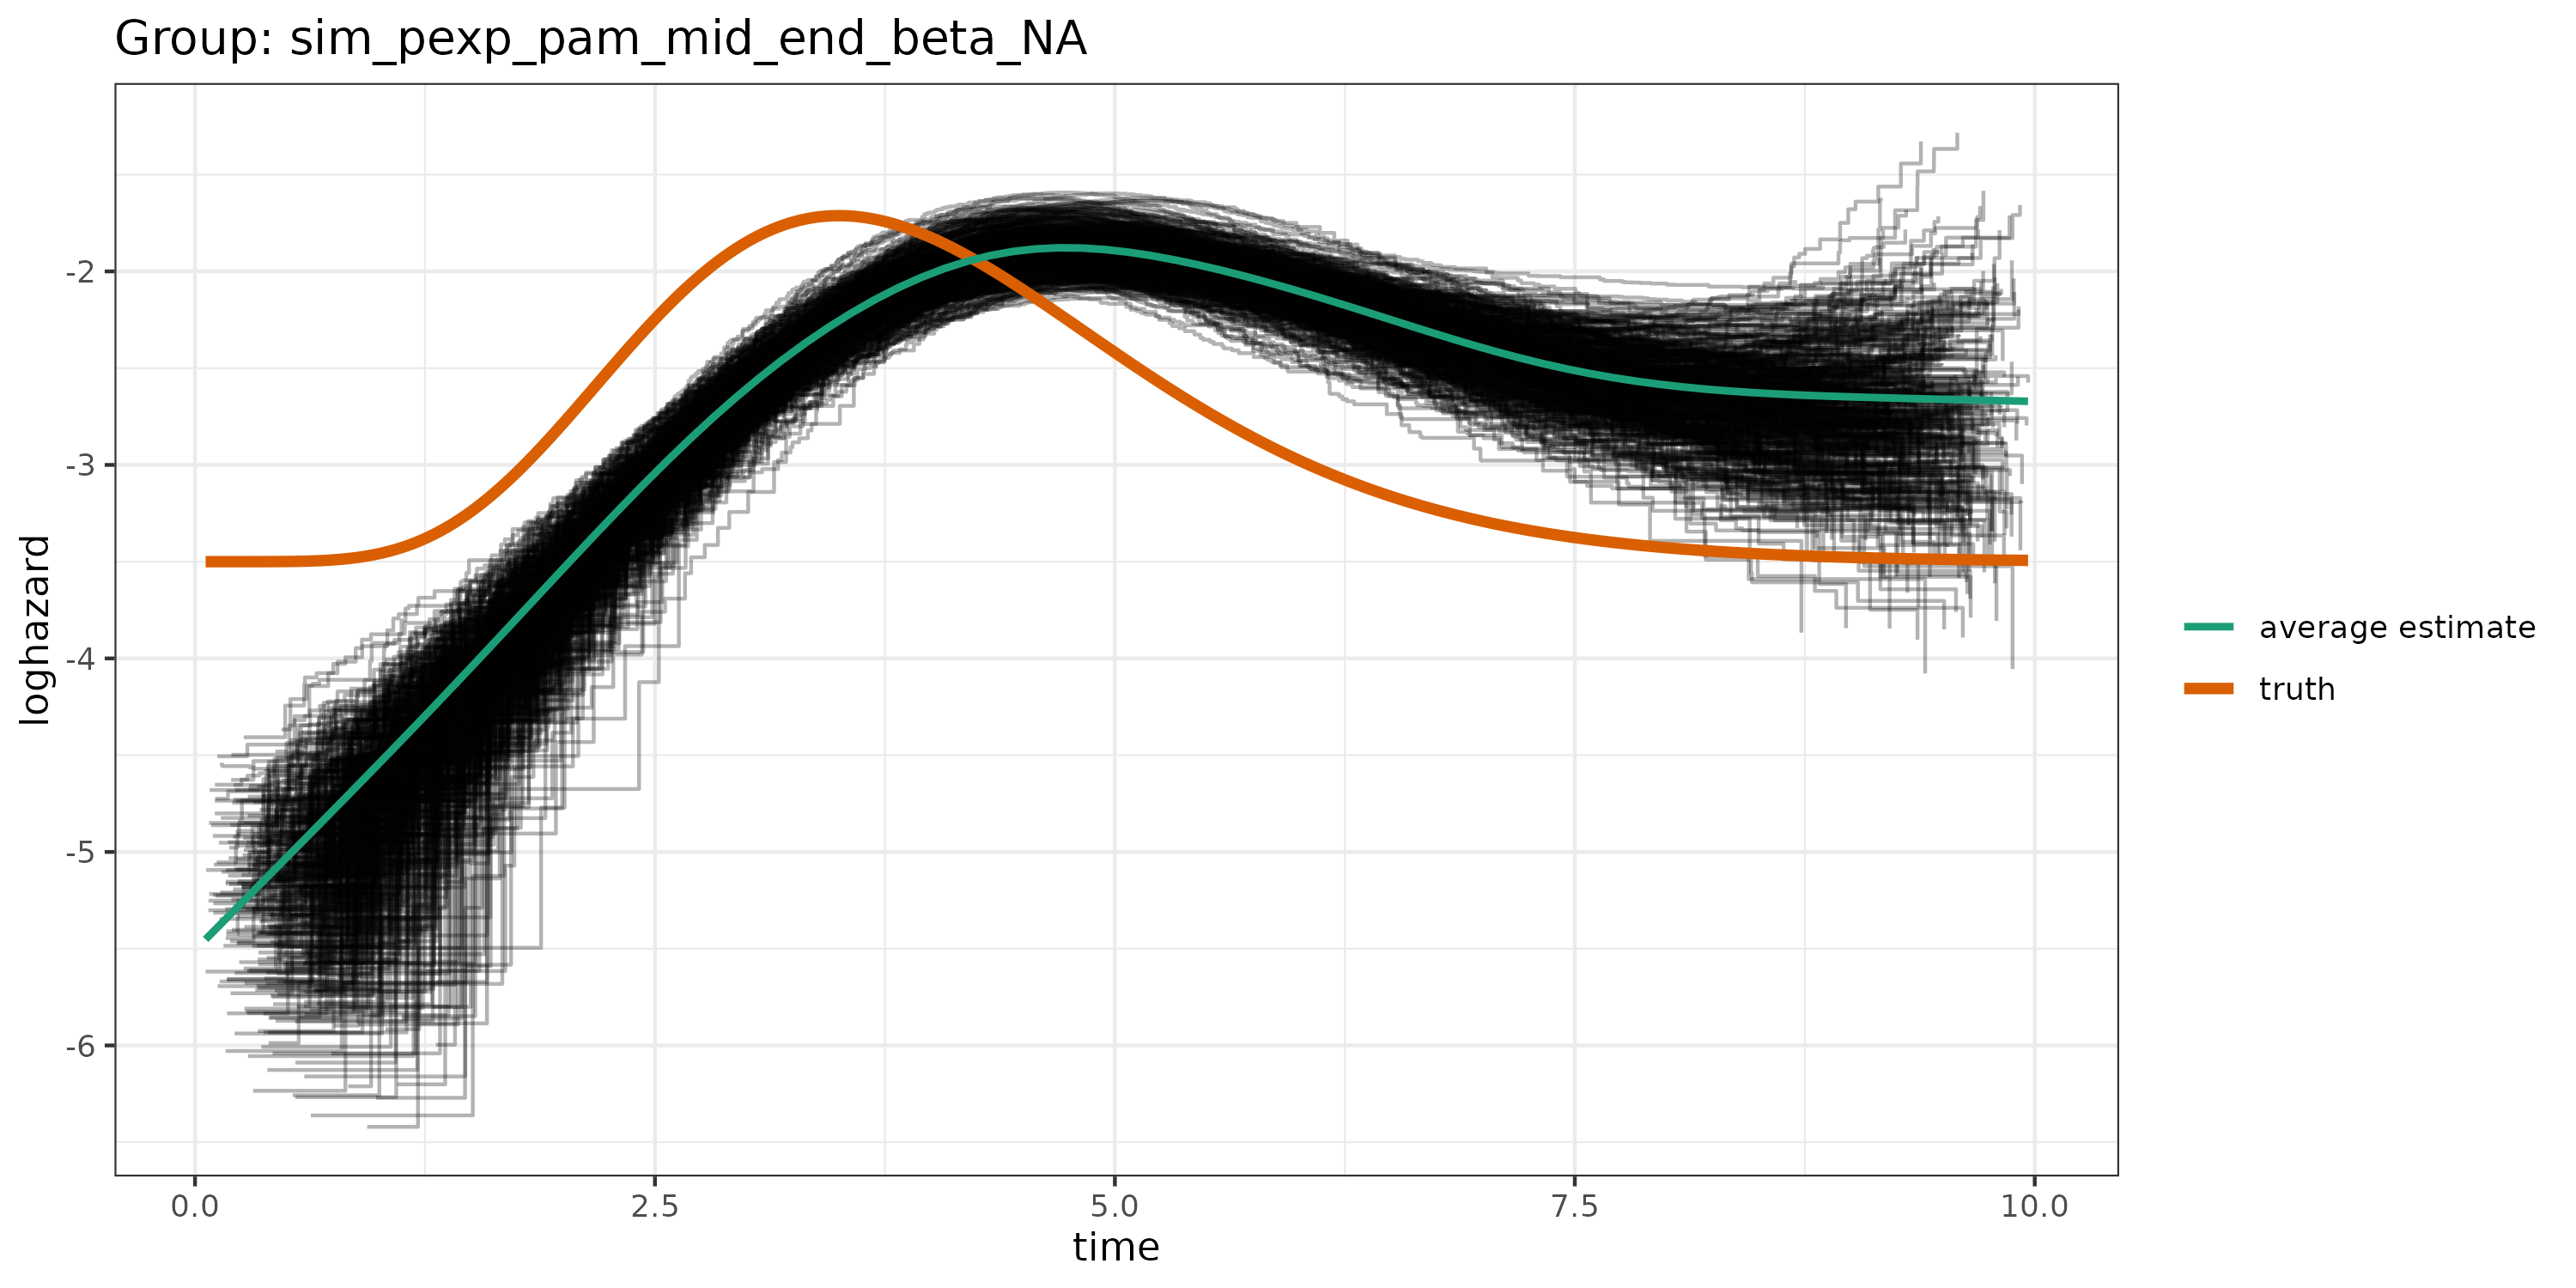 Group: sim_pexp_pam_mid_end_beta_NA
loghazard
-2
-3
-4
-5
-6
0.0
2.5
5.0
7.5
10.0
time
average estimate
truth